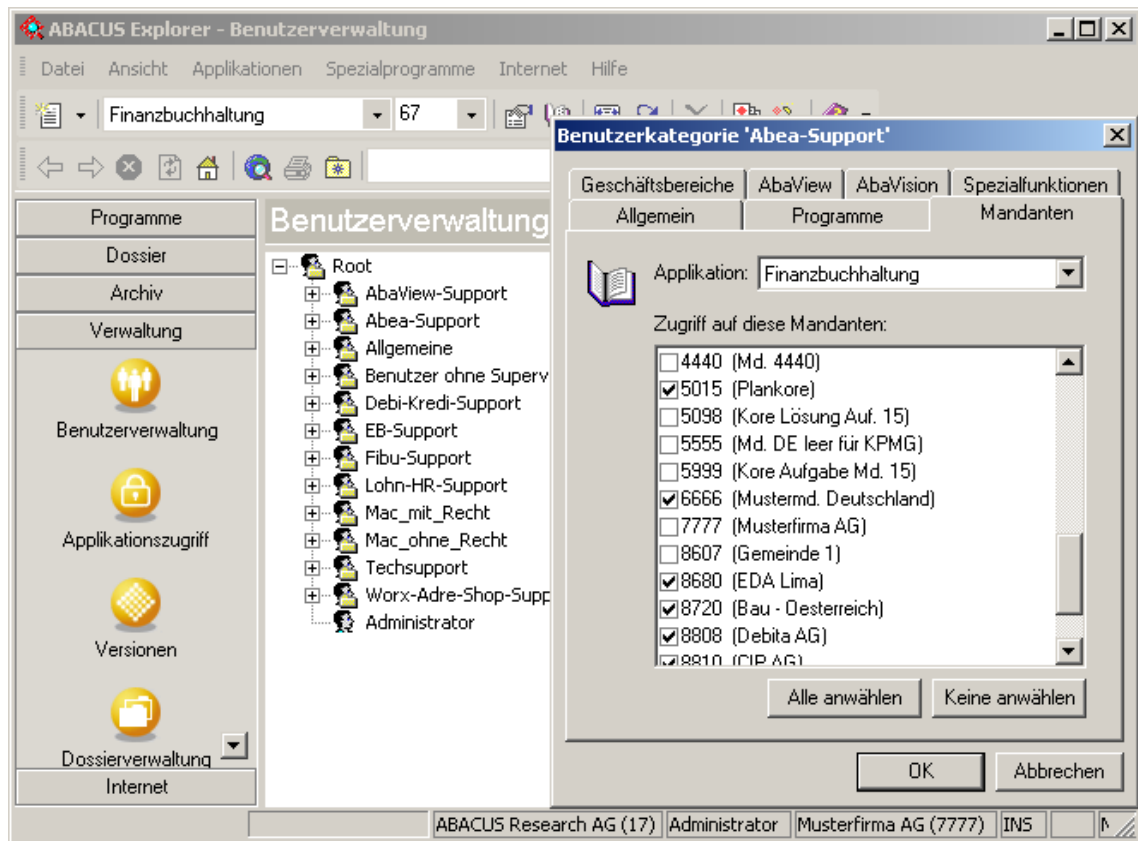 ABACUS Explorer - Benutzerverwaltung
Datei Ansicht Applikationen Spezialprogramme Internet Hilfe
Finanzbuchhaltung 67
Programme
Dossier
Archiv
Verwaltung
Benutzerverwaltung
Applikationszugriff
Versionen
Dossierverwaltung
Internet
Benutzerverwaltung
Root
AbaView-Support
Abea-Support
Allgemeine
Benutzer ohne Superv
Debi-Kredi-Support
EB-Support
Fibu-Support
Lohn-HR-Support
Mac_mit_Recht
Mac_ohne_Recht
Techsupport
Worx-Adre-Shop-Supp
Administrator
Benutzerkategorie 'Abea-Support'
Geschäftsbereiche AbaView AbaVision Spezialfunktionen
Allgemein Programme Mandanten
Applikation: Finanzbuchhaltung
Zugriff auf diese Mandanten:
4440 (Md. 4440)
5015 (Plankore)
5098 (Kore Lösung Auf. 15)
5555 (Md. DE leer für KPMG)
5999 (Kore Aufgabe Md. 15)
6666 (Mustermd. Deutschland)
7777 (Musterfirma AG)
8607 (Gemeinde 1)
8680 (EDA Lima)
8720 (Bau - Oesterreich)
8808 (Debita AG)
8810 (CIP AG)
Alle anwählen Keine anwählen
OK Abbrechen
ABACUS Research AG (17) Administrator Musterfirma AG (7777) INS